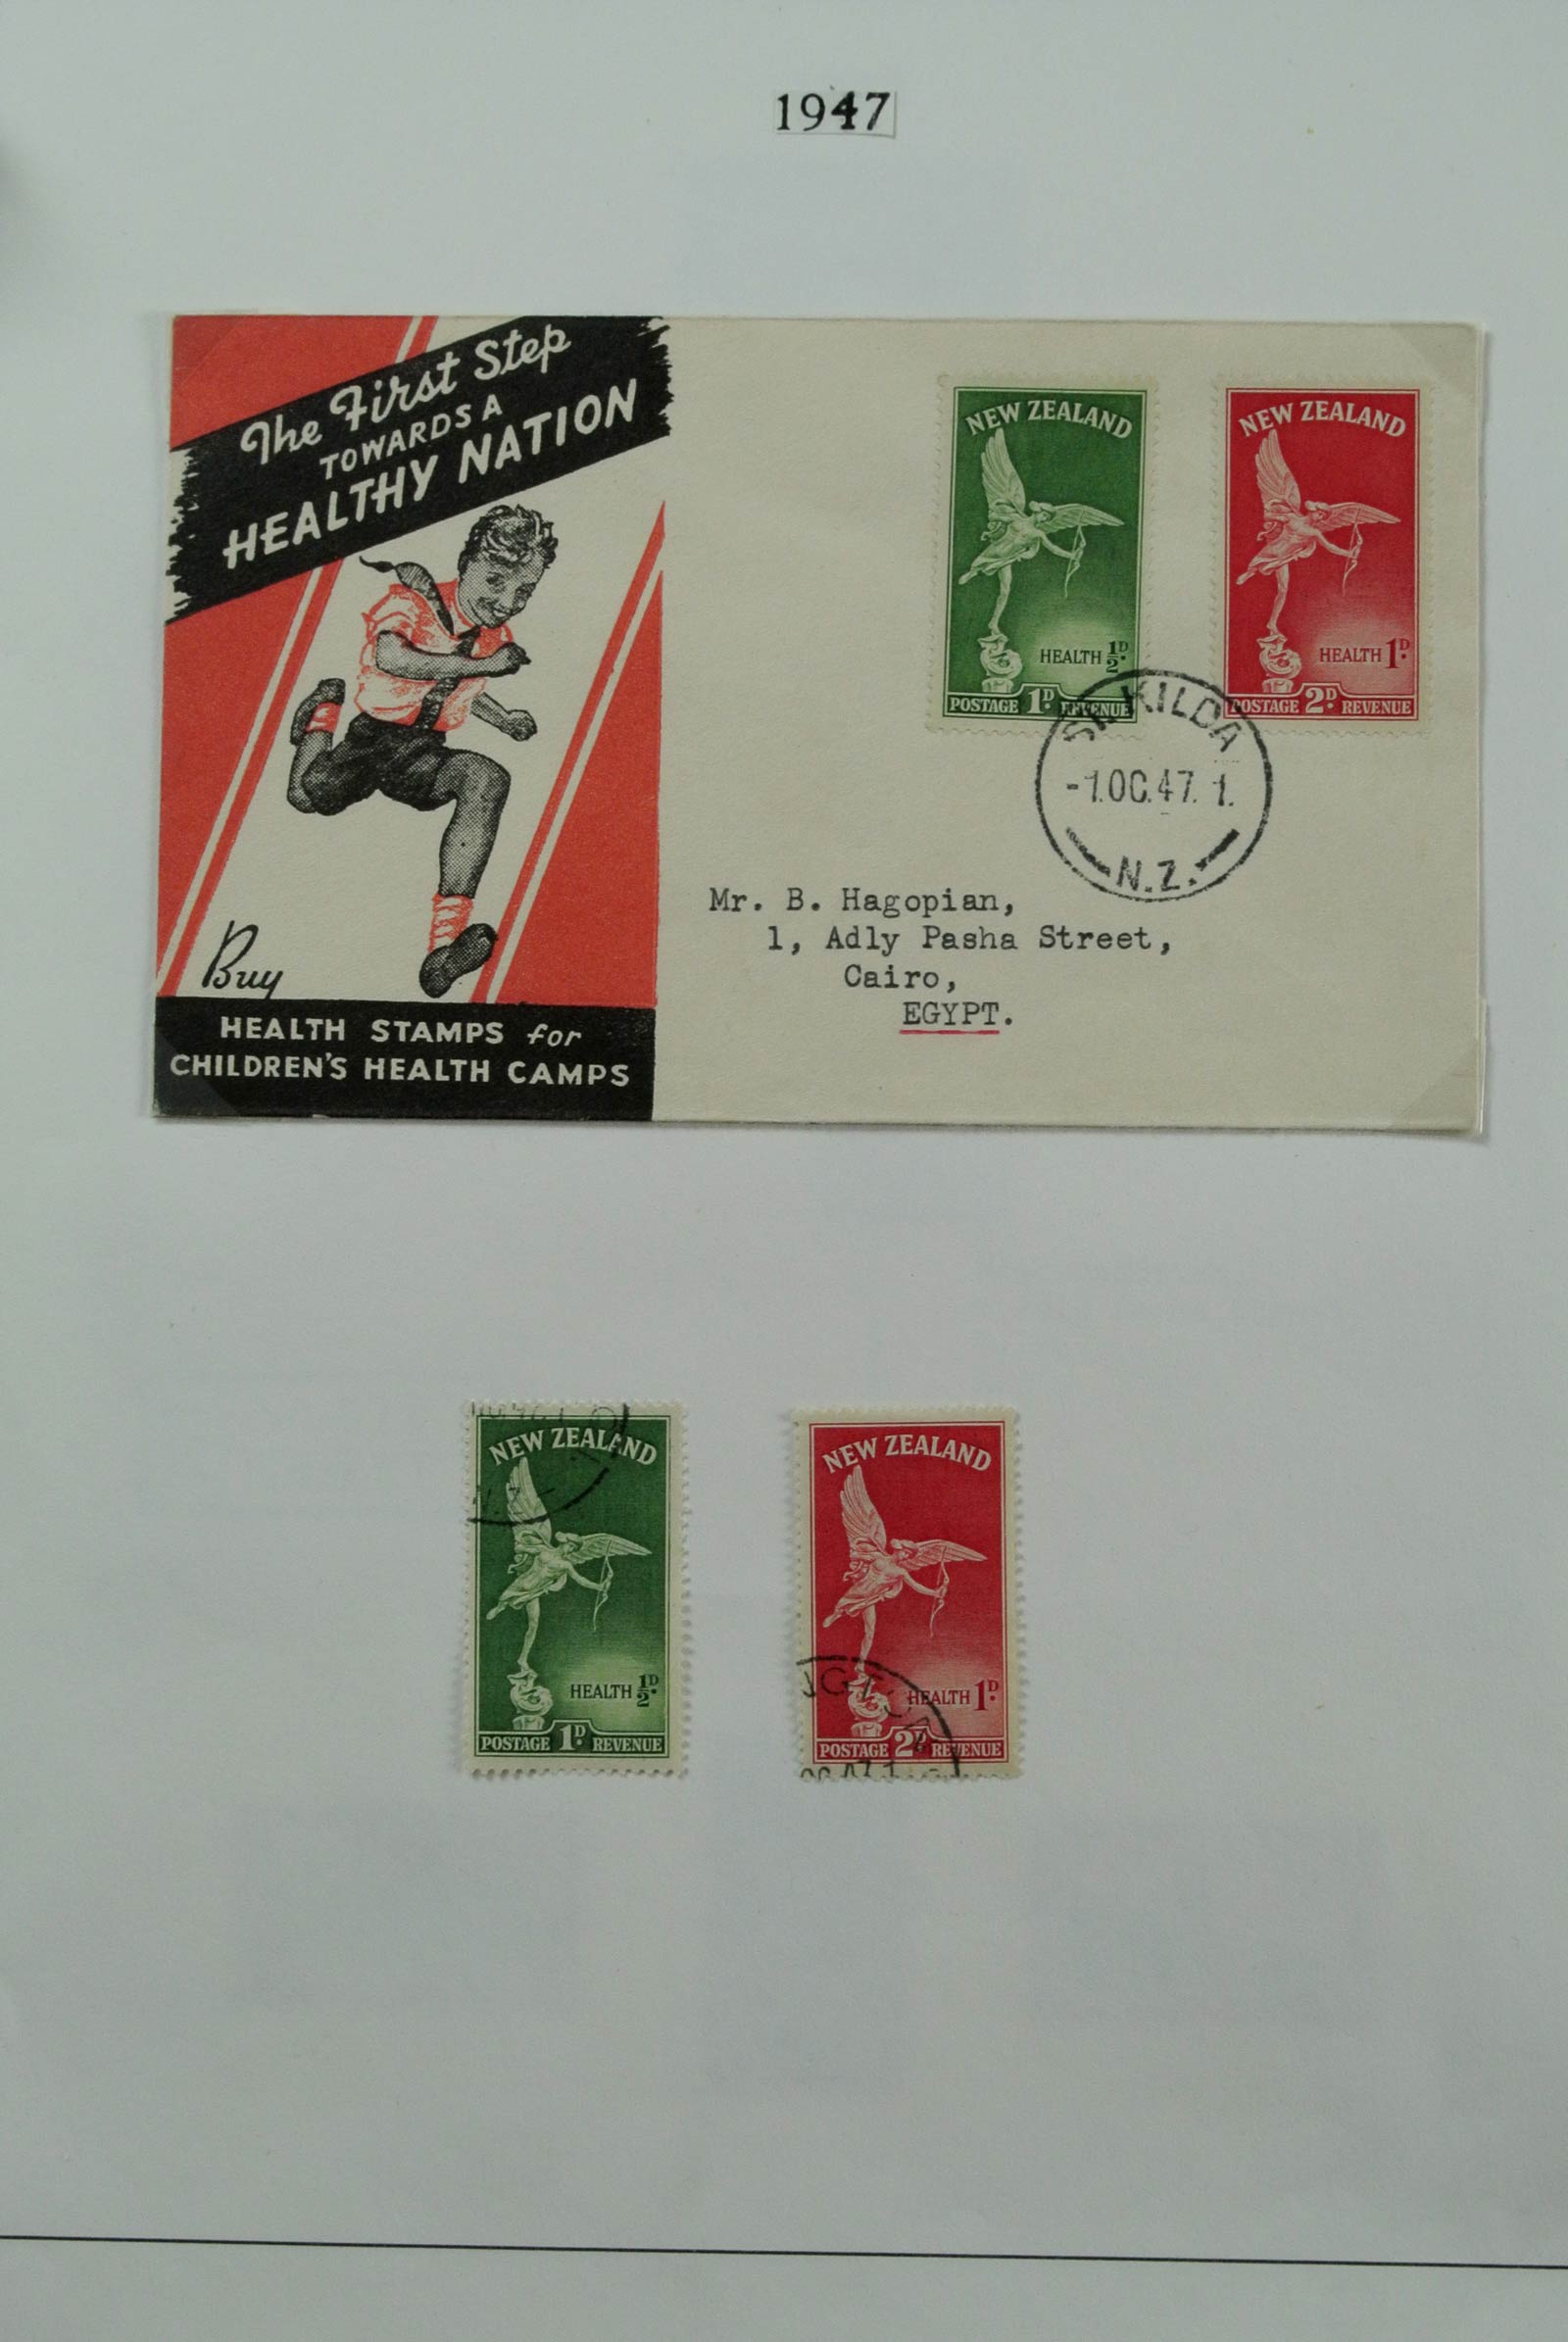 1947
The First Step
TOWARDS A
HEALTHY NATION
Buy
HEALTH STAMPS for
CHILDREN'S HEALTH CAMPS
NEW ZEALAND
HEALTH ½D.
POSTAGE 1D. REVENUE
NEW ZEALAND
HEALTH 1D.
POSTAGE 2D. REVENUE
ST. KILDA
-1.OC.47. 1.
N.Z.
Mr. B. Hagopian,
1, Adly Pasha Street,
Cairo,
EGYPT.
NEW ZEALAND
HEALTH ½D.
POSTAGE 1D. REVENUE
NEW ZEALAND
HEALTH 1D.
POSTAGE 2D. REVENUE